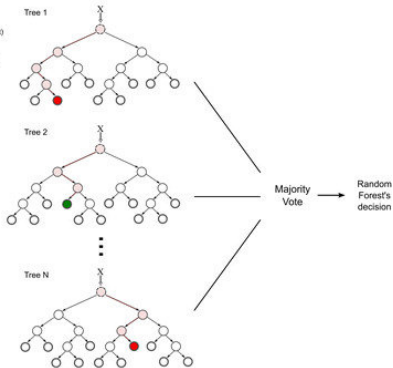 Tree 1
X
Tree 2
X
Tree N
X
Majority
Vote
Random
Forest's
decision